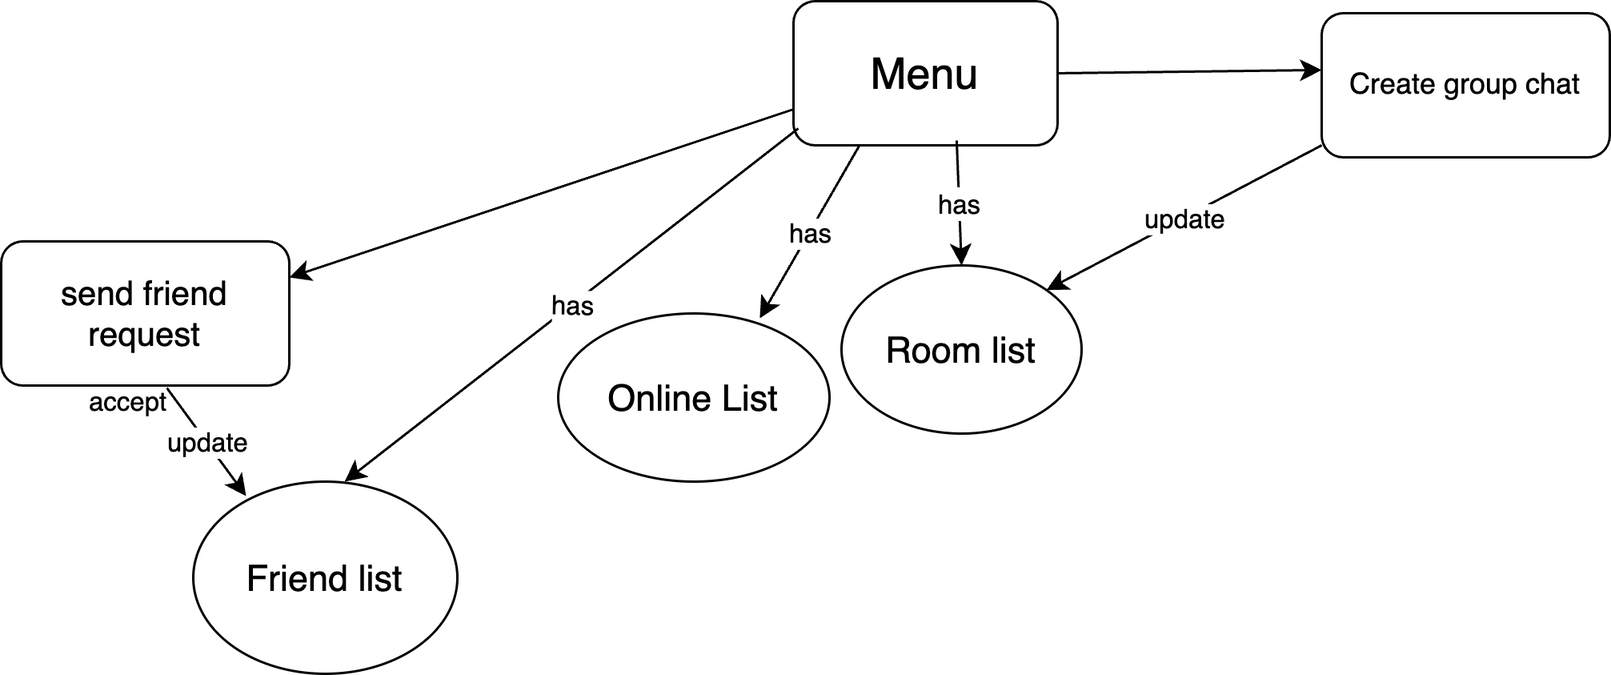 Menu
Create group chat
has
update
has
send friend
request
has
Room list
Online List
accept
update
Friend list